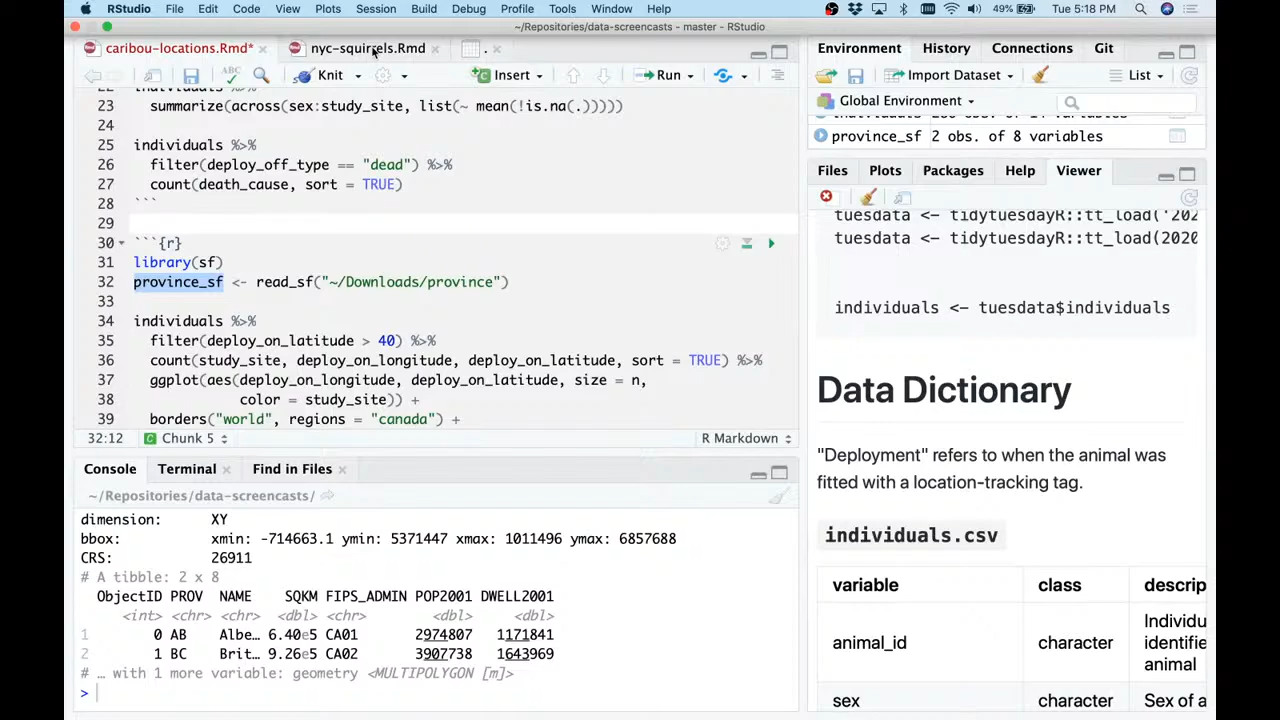 RStudio File Edit Code View Plots Session Build Debug Profile Tools Window Help 49% Tue 5:18 PM
~/Repositories/data-screencasts - master - RStudio
caribou-locations.Rmd* nyc-squirrels.Rmd .
Knit Insert Run
23 summarize(across(sex:study_site, list(~ mean(!is.na(.)))))
24
25 individuals %>%
26 filter(deploy_off_type == "dead") %>%
27 count(death_cause, sort = TRUE)
28 ```
29
30 ```{r}
31 library(sf)
32 province_sf <- read_sf("~/Downloads/province")
33
34 individuals %>%
35 filter(deploy_on_latitude > 40) %>%
36 count(study_site, deploy_on_longitude, deploy_on_latitude, sort = TRUE) %>%
37 ggplot(aes(deploy_on_longitude, deploy_on_latitude, size = n,
38 color = study_site)) +
39 borders("world", regions = "canada") +
32:12 Chunk 5 R Markdown
Console Terminal Find in Files
~/Repositories/data-screencasts/
dimension: XY
bbox: xmin: -714663.1 ymin: 5371447 xmax: 1011496 ymax: 6857688
CRS: 26911
# A tibble: 2 x 8
ObjectID PROV NAME SQKM FIPS_ADMIN POP2001 DWELL2001
<int> <chr> <chr> <dbl> <chr> <dbl> <dbl>
1 0 AB Albe… 6.40e5 CA01 2974807 1171841
2 1 BC Brit… 9.26e5 CA02 3907738 1643969
# … with 1 more variable: geometry <MULTIPOLYGON [m]>
>
Environment History Connections Git
Import Dataset List
Global Environment
province_sf 2 obs. of 8 variables
Files Plots Packages Help Viewer
tuesdata <- tidytuesdayR::tt_load('202
tuesdata <- tidytuesdayR::tt_load(2020
individuals <- tuesdata$individuals
Data Dictionary
"Deployment" refers to when the animal was
fitted with a location-tracking tag.
individuals.csv
variable class descrip
animal_id character Individu
identifie
animal
sex character Sex of a